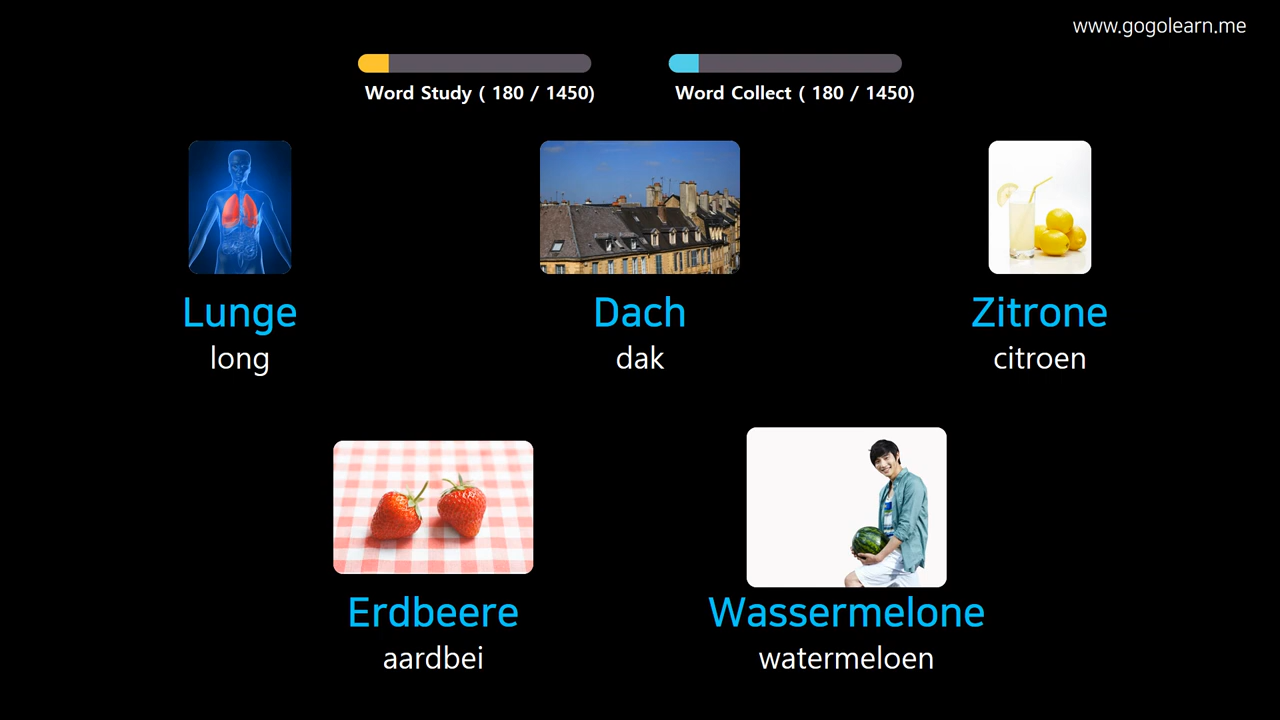 www.gogolearn.me
Word Study ( 180 / 1450)
Word Collect ( 180 / 1450)
Lunge
long
Dach
dak
Zitrone
citroen
Erdbeere
aardbei
Wassermelone
watermeloen